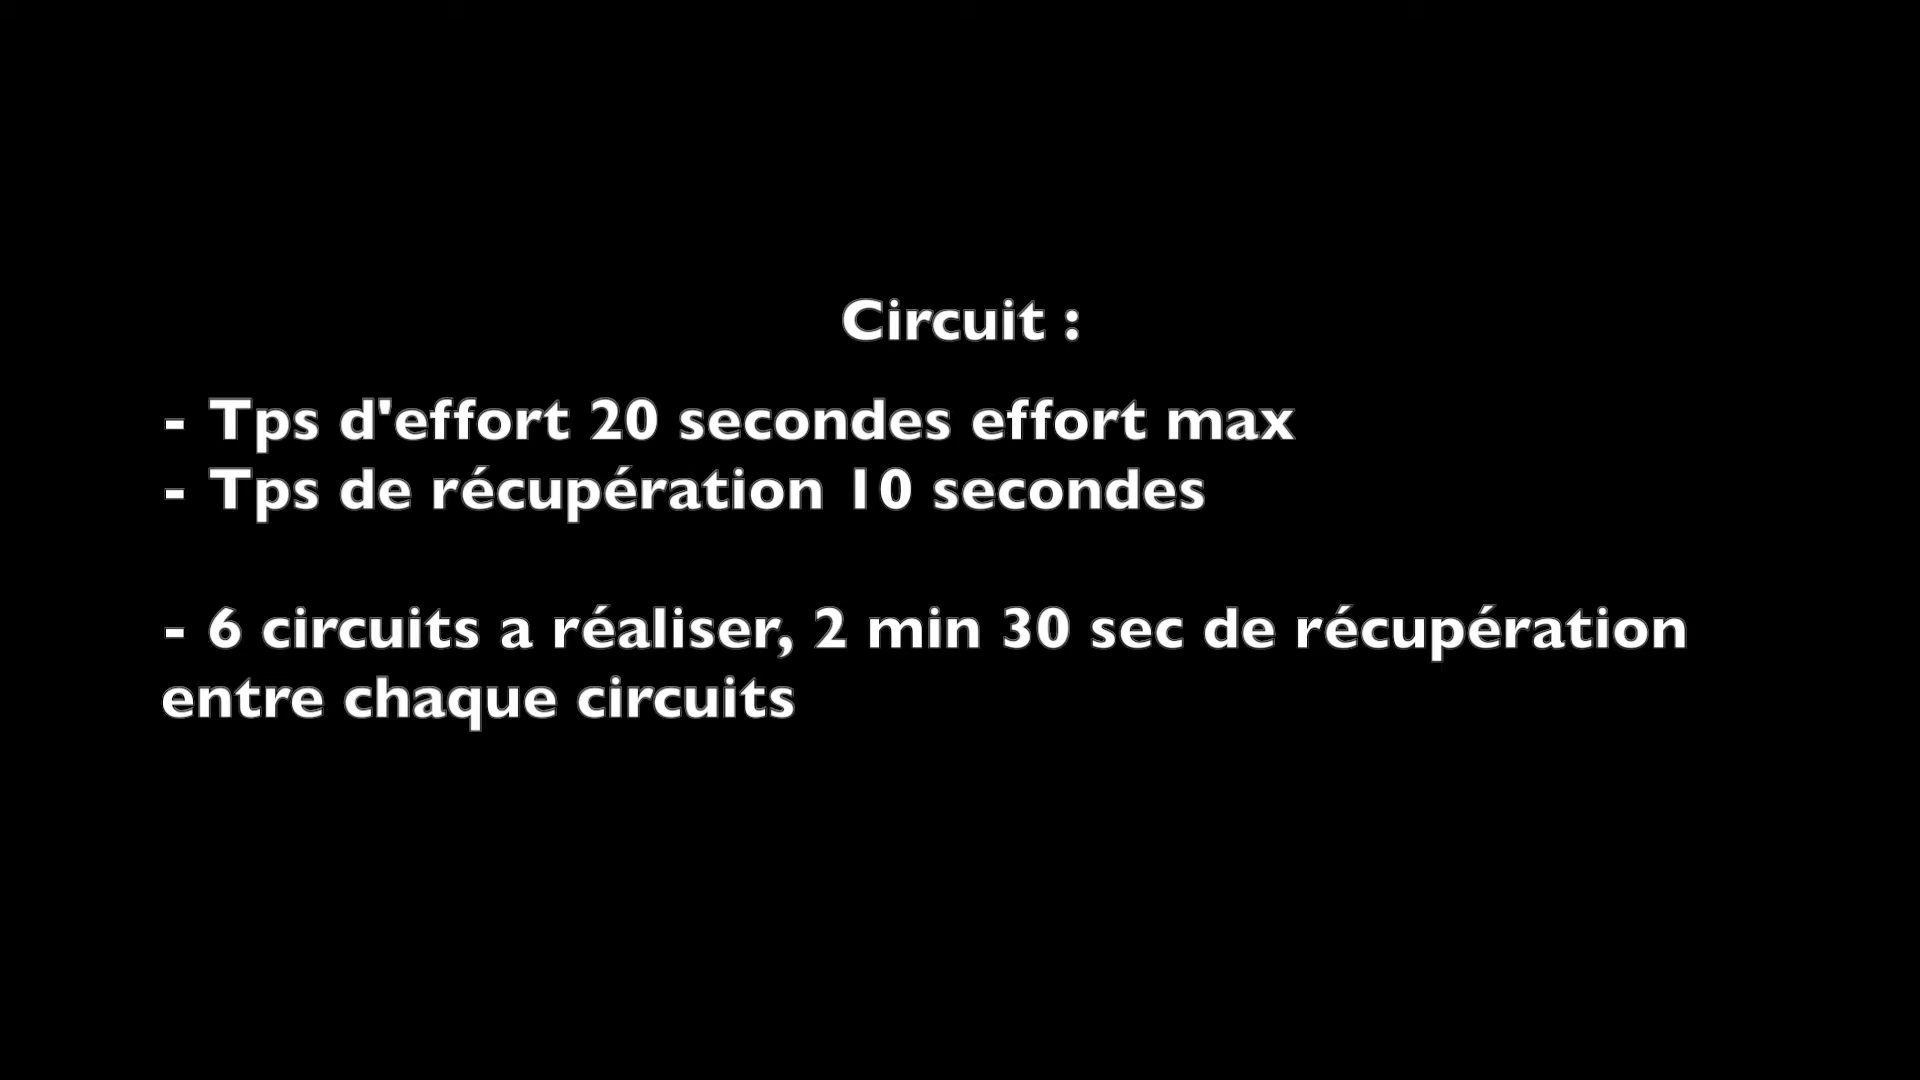 Circuit :
- Tps d'effort 20 secondes effort max
- Tps de récupération 10 secondes
- 6 circuits a réaliser, 2 min 30 sec de récupération
entre chaque circuits